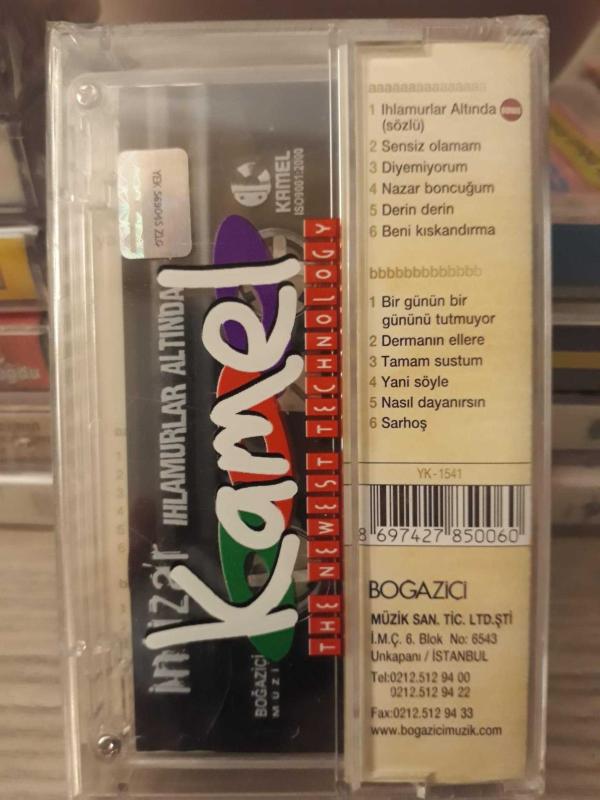 aaaaaaaaaaaaaaaa
1 Ihlamurlar Altında
(sözlü)
2 Sensiz olamam
3 Diyemiyorum
4 Nazar boncuğum
5 Derin derin
6 Beni kıskandırma
bbbbbbbbbbbbb
1 Bir günün bir
gününü tutmuyor
2 Dermanın ellere
3 Tamam sustum
4 Yani söyle
5 Nasıl dayanırsın
6 Sarhoş
YK-1541
8 697427 850060
BOGAZICI
MÜZİK SAN. TİC. LTD.ŞTİ
İ.M.Ç. 6. Blok No: 6543
Unkapanı / İSTANBUL
Tel:0212.512 94 00
0212.512 94 22
Fax:0212.512 94 33
www.bogazicimuzik.com
Kamel
THE NEWEST TECHNOLOGY
KAMEL
ISO9001:2000
IHLAMURLAR ALTINDA
BOĞAZİÇİ
MUZİ